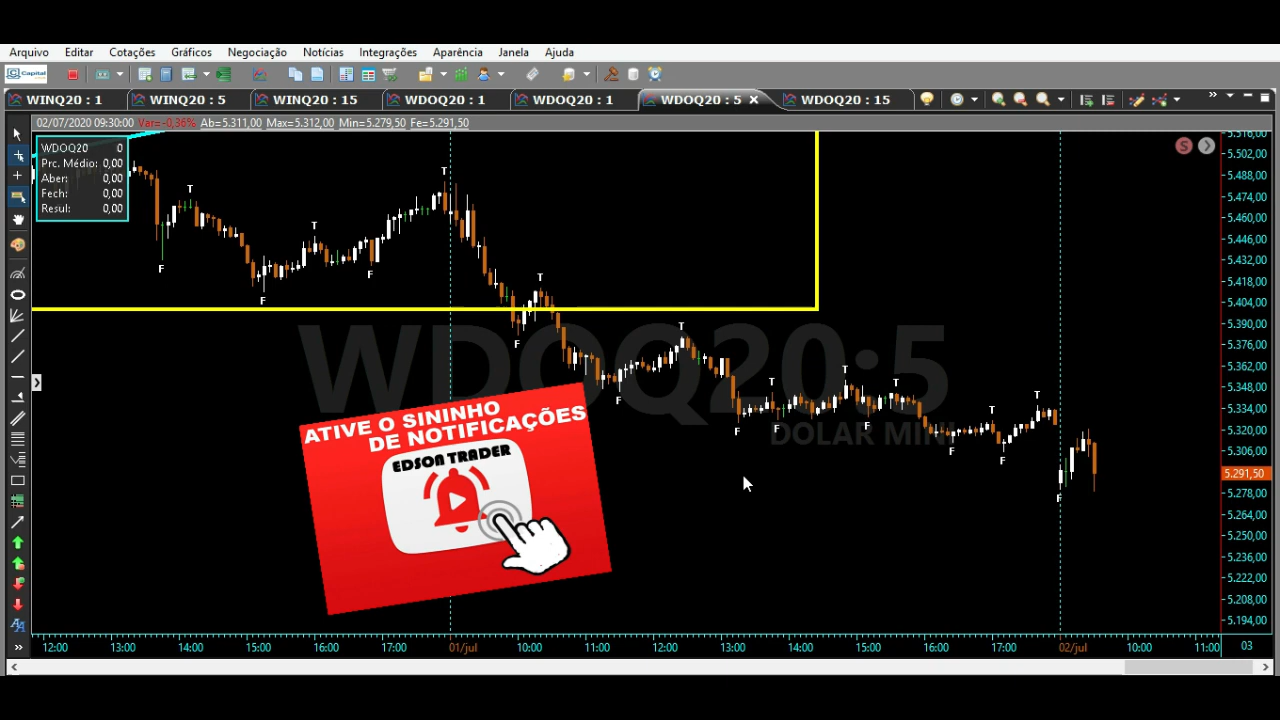 Arquivo Editar Cotações Gráficos Negociação Notícias Integrações Aparência Janela Ajuda
Capital
WINQ20 : 1 WINQ20 : 5 WINQ20 : 15 WDOQ20 : 1 WDOQ20 : 1 WDOQ20 : 5 WDOQ20 : 15
02/07/2020 09:30:00 Var=-0,36% Ab=5.311,00 Max=5.312,00 Min=5.279,50 Fe=5.291,50
WDOQ20 0
Prc. Médio: 0,00
Aber: 0,00
Fech: 0,00
Resul: 0,00
S
T
T
T
T
T
T
T
T
T
T
F
F
F
F
F
F
F
F
F
F
F
WDOQ20:5
DOLAR MINI
ATIVE O SININHO
DE NOTIFICAÇÕES
EDSON TRADER
5.516,00
5.502,00
5.488,00
5.474,00
5.460,00
5.446,00
5.432,00
5.418,00
5.404,00
5.390,00
5.376,00
5.362,00
5.348,00
5.334,00
5.320,00
5.306,00
5.291,50
5.278,00
5.264,00
5.250,00
5.236,00
5.222,00
5.208,00
5.194,00
12:00 13:00 14:00 15:00 16:00 17:00 01/jul 10:00 11:00 12:00 13:00 14:00 15:00 16:00 17:00 02/jul 10:00 11:00 03